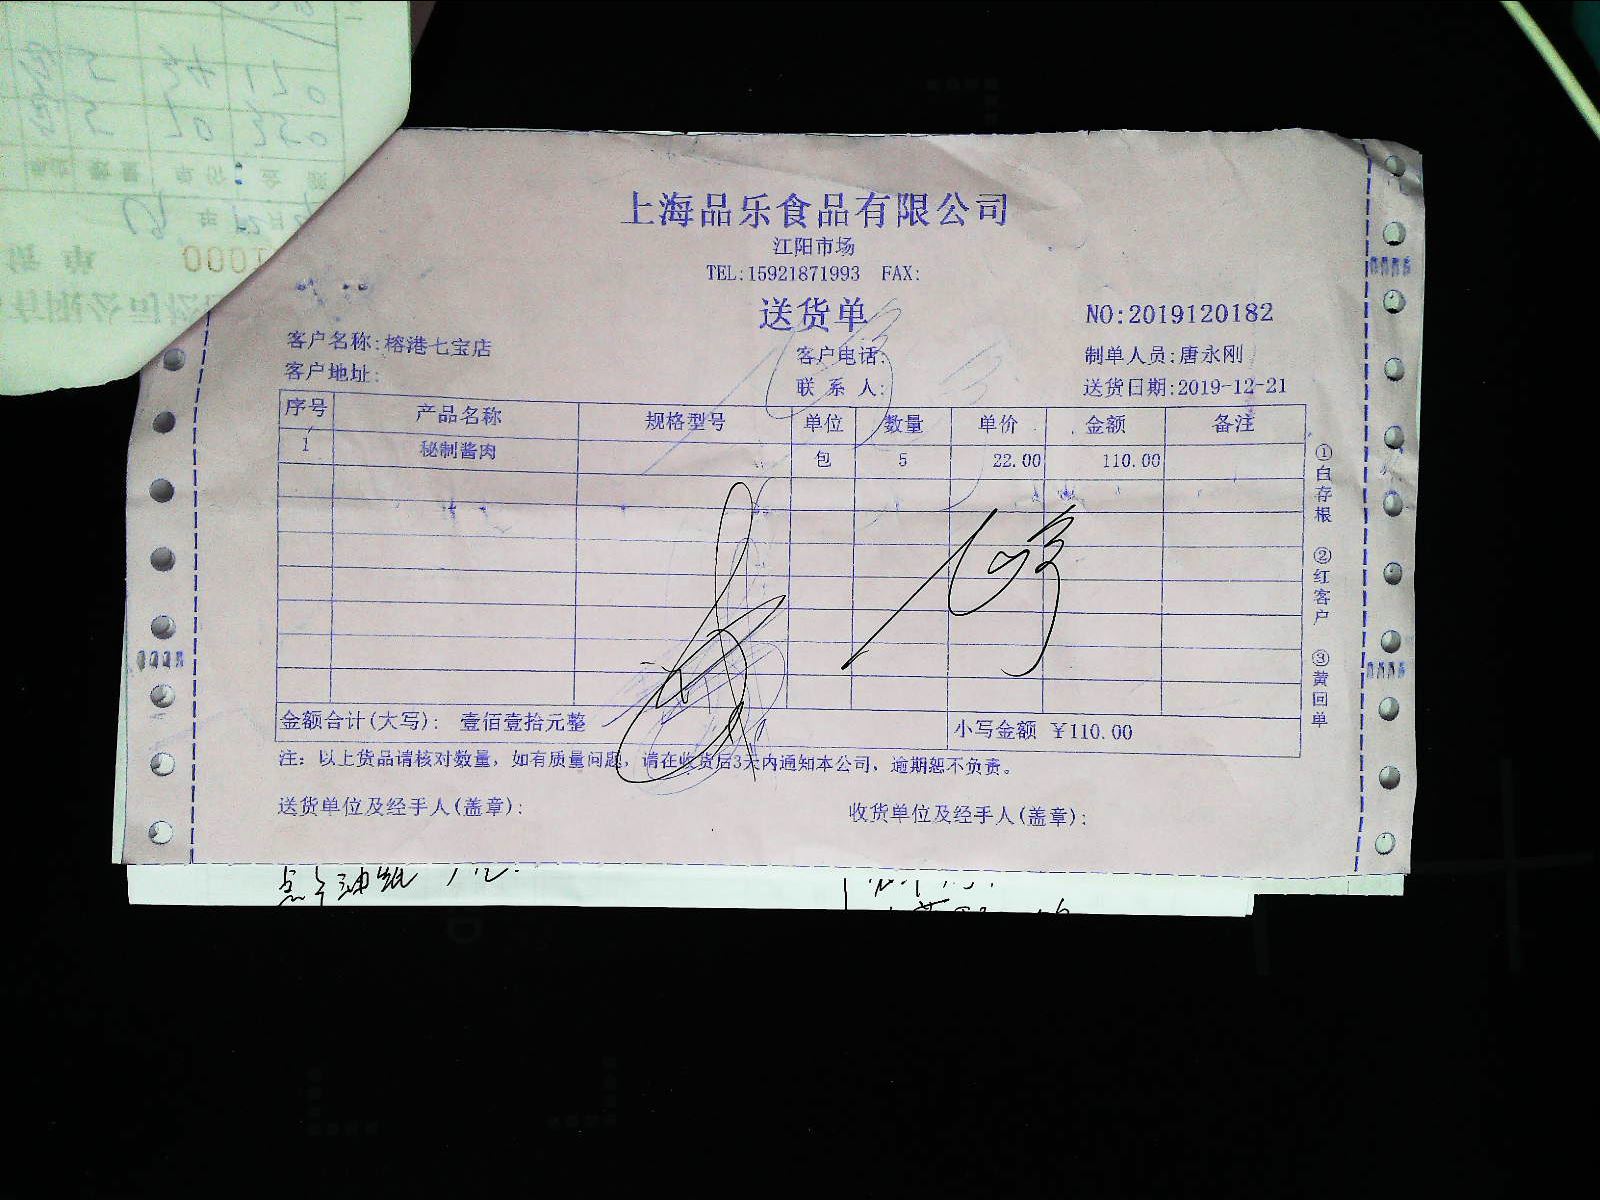 上海品乐食品有限公司
江阳市场
TEL:15921871993 FAX:
送货单
NO:2019120182
客户名称:榕港七宝店 客户电话: 制单人员:唐永刚
客户地址: 联系人: 送货日期:2019-12-21
序号 产品名称 规格型号 单位 数量 单价 金额 备注
1 秘制酱肉 包 5 22.00 110.00
金额合计(大写): 壹佰壹拾元整 小写金额 ¥110.00
注: 以上货品请核对数量,如有质量问题,请在收货后3天内通知本公司,逾期恕不负责。
送货单位及经手人(盖章): 收货单位及经手人(盖章):
①白存根 ②红客户 ③黄回单